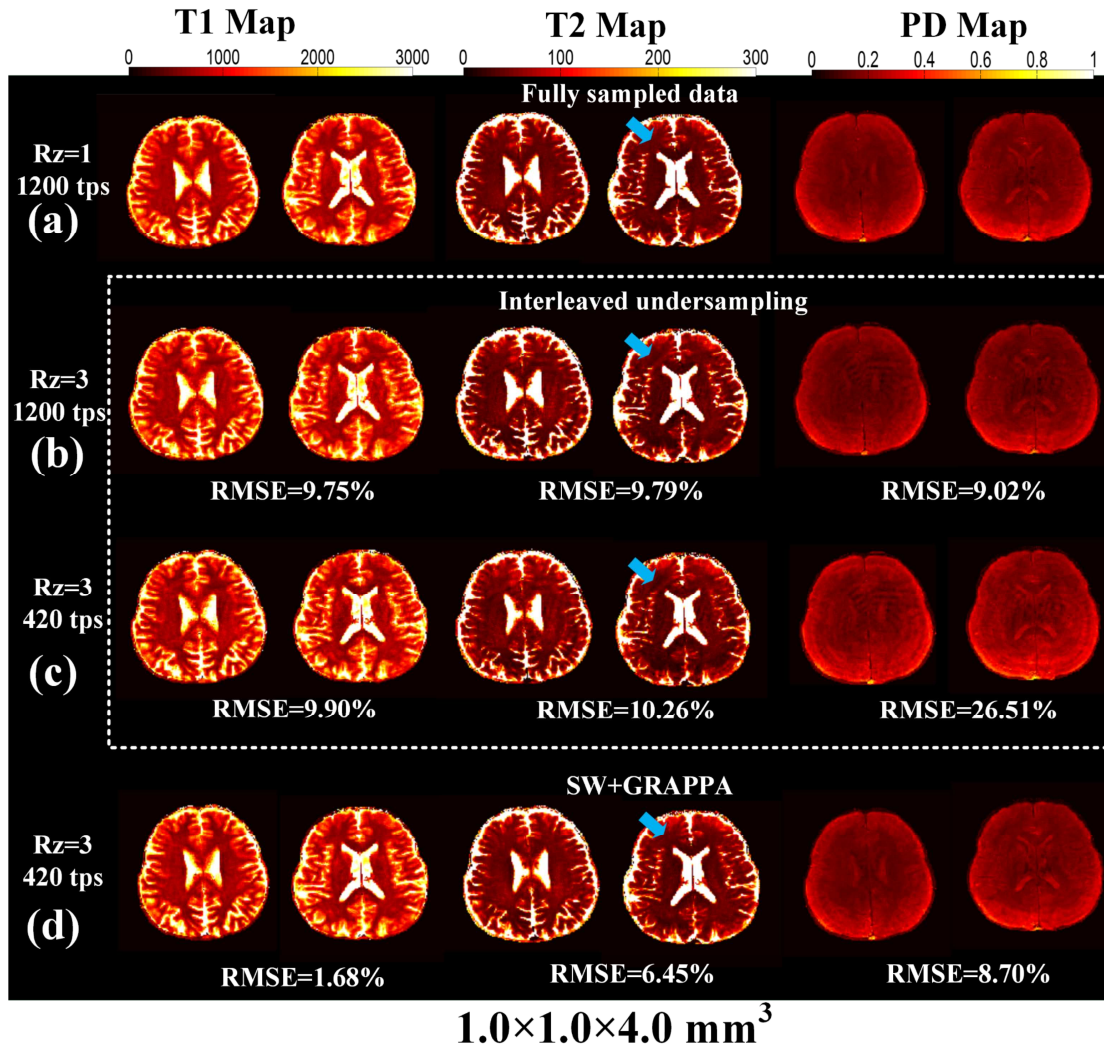 T1 Map T2 Map PD Map
0 1000 2000 3000 0 100 200 300 0 0.2 0.4 0.6 0.8 1
Fully sampled data
Rz=1
1200 tps
(a)
Interleaved undersampling
Rz=3
1200 tps
(b)
RMSE=9.75% RMSE=9.79% RMSE=9.02%
Rz=3
420 tps
(c)
RMSE=9.90% RMSE=10.26% RMSE=26.51%
SW+GRAPPA
Rz=3
420 tps
(d)
RMSE=1.68% RMSE=6.45% RMSE=8.70%
1.0×1.0×4.0 mm³